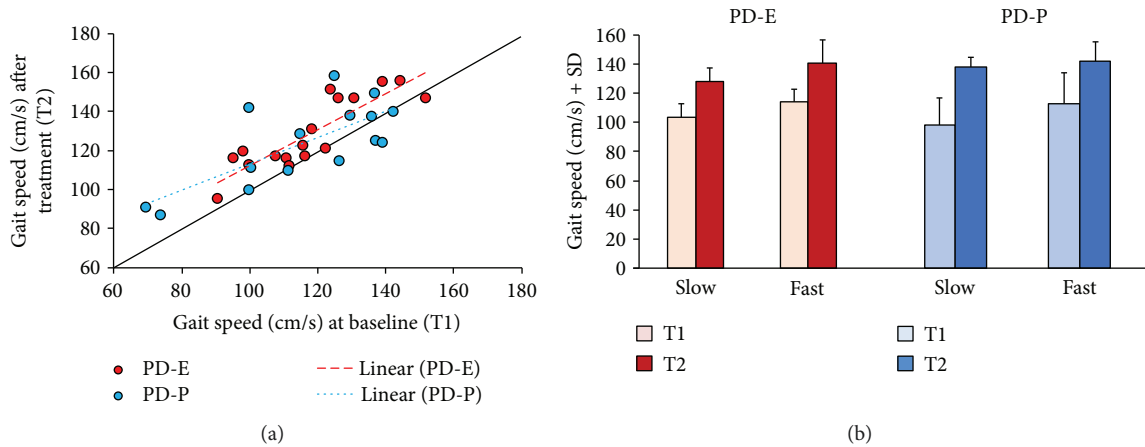 Gait speed (cm/s) after
treatment (T2)
180
160
140
120
100
80
60
60
80
100
120
140
160
180
Gait speed (cm/s) at baseline (T1)
PD-E
Linear (PD-E)
PD-P
Linear (PD-P)
(a)
PD-E
PD-P
Gait speed (cm/s) + SD
160
140
120
100
80
60
40
20
0
Slow
Fast
Slow
Fast
T1
T1
T2
T2
(b)